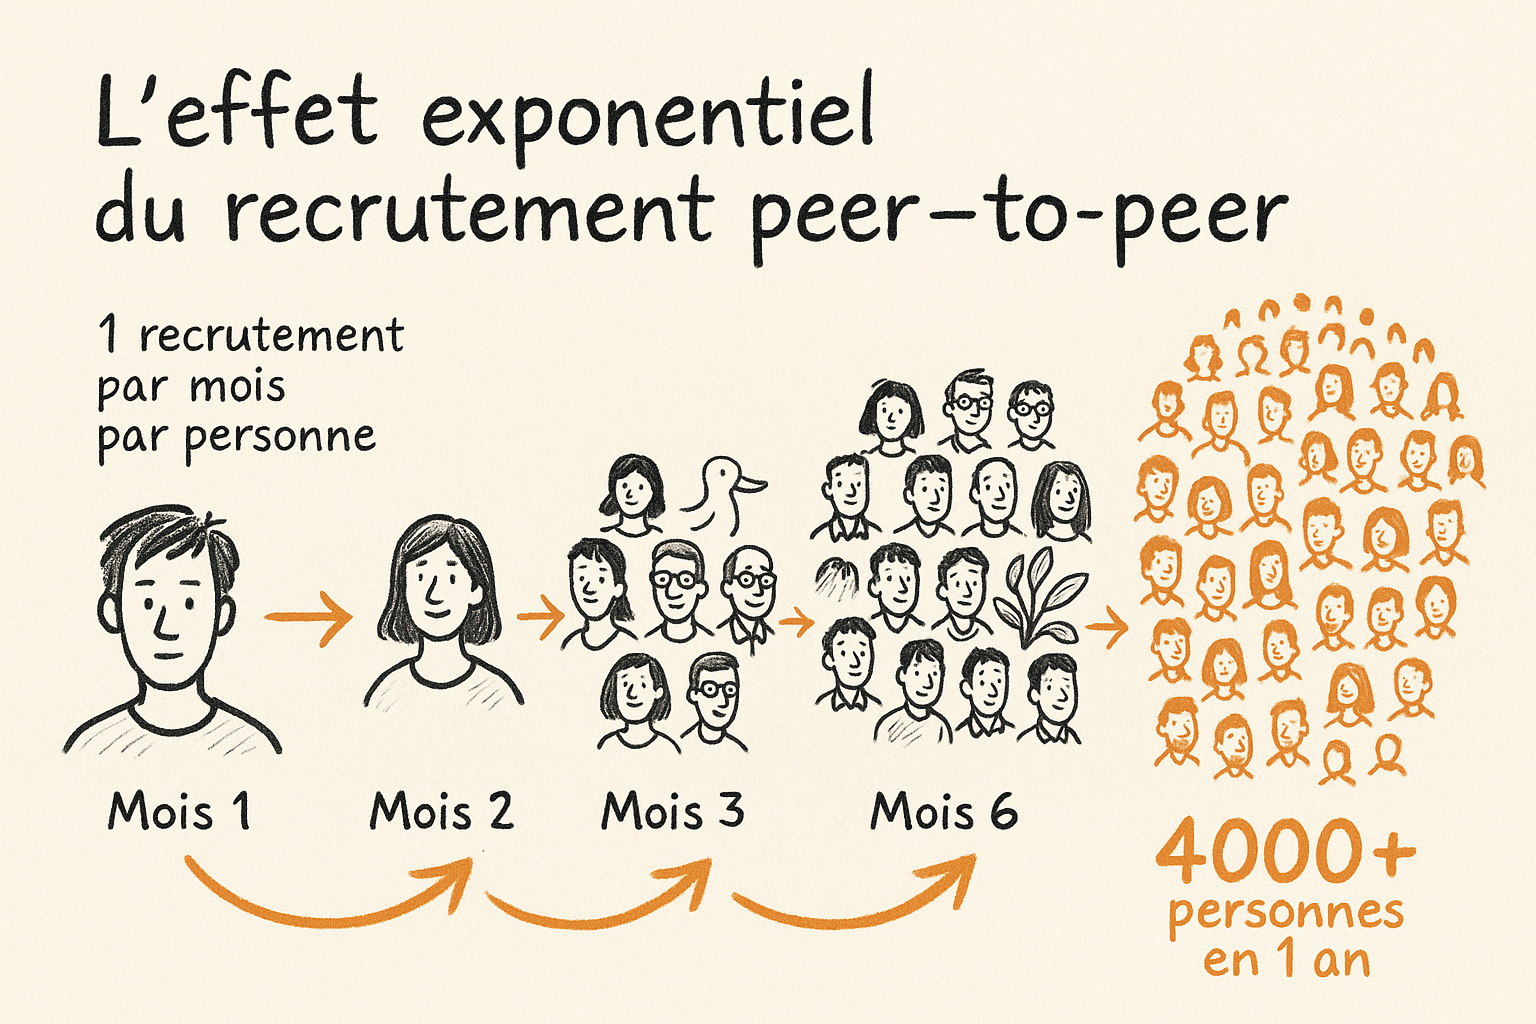 L'effet exponentiel
du recrutement peer–to-peer
1 recrutement
par mois
par personne
Mois 1
Mois 2
Mois 3
Mois 6
4000+
personnes
en 1 an